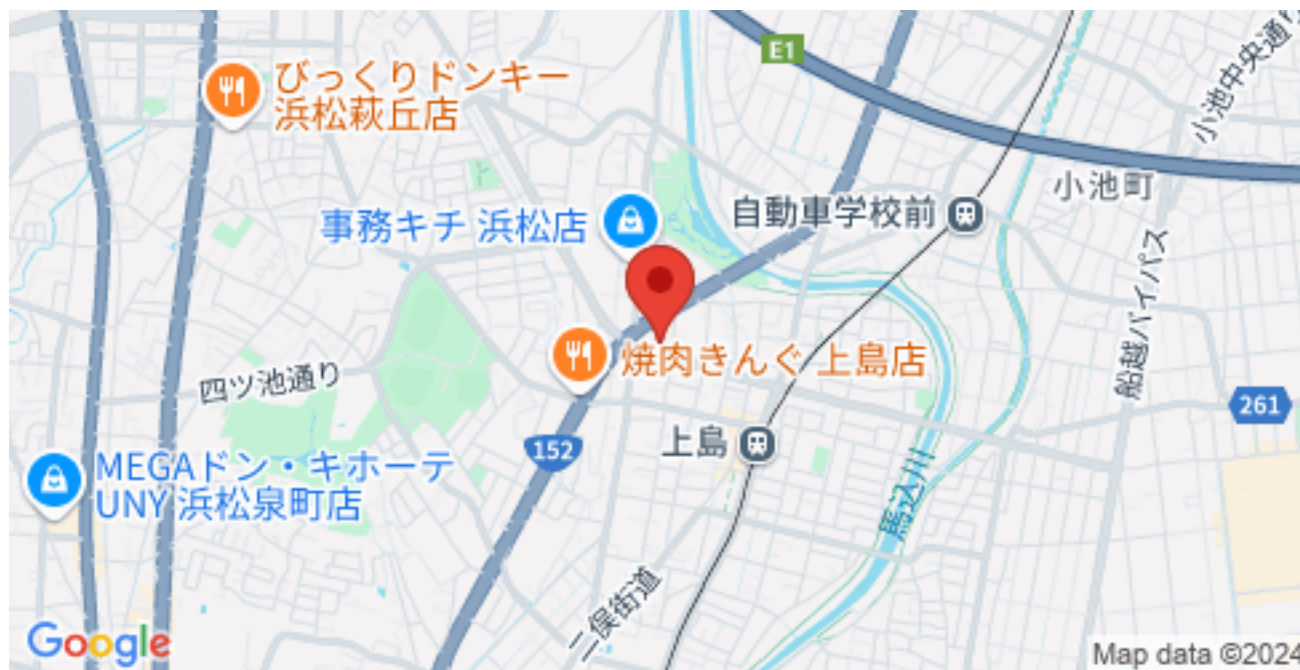 E1
びっくりドンキー
浜松萩丘店
小池中央通り
小池町
自動車学校前
事務キチ 浜松店
船越バイパス
焼肉きんぐ 上島店
四ツ池通り
261
上島
152
MEGAドン・キホーテ
UNY 浜松泉町店
馬込川
二俣街道
Google
Map data ©2024